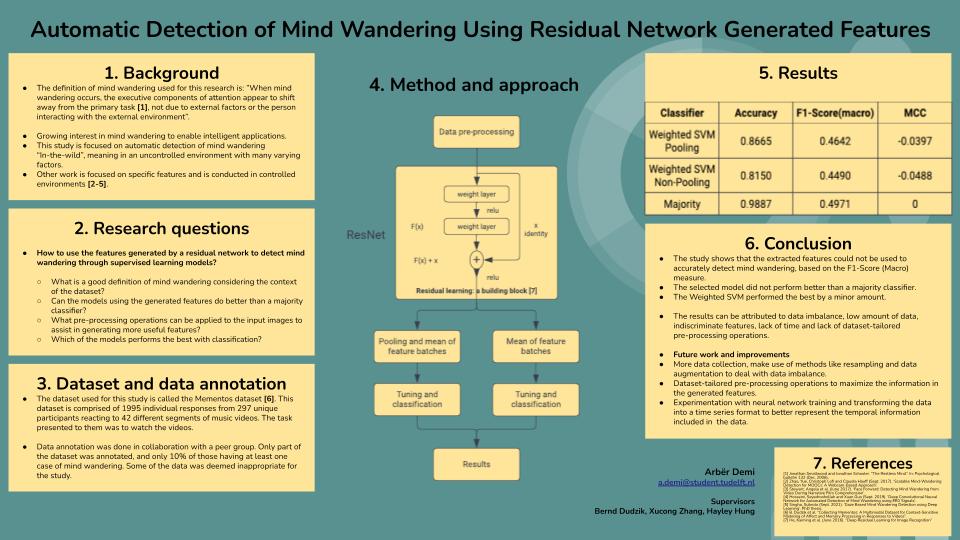 Automatic Detection of Mind Wandering Using Residual Network Generated Features
1. Background
● The definition of mind wandering used for this research is: "When mind
wandering occurs, the executive components of attention appear to shift
away from the primary task [1], not due to external factors or the person
interacting with the external environment".
● Growing interest in mind wandering to enable intelligent applications.
● This study is focused on automatic detection of mind wandering
"In-the-wild", meaning in an uncontrolled environment with many varying
factors.
● Other work is focused on specific features and is conducted in controlled
environments [2-5].
2. Research questions
● How to use the features generated by a residual network to detect mind
wandering through supervised learning models?
○ What is a good definition of mind wandering considering the context
of the dataset?
○ Can the models using the generated features do better than a majority
classifier?
○ What pre-processing operations can be applied to the input images to
assist in generating more useful features?
○ Which of the models performs the best with classification?
3. Dataset and data annotation
● The dataset used for this study is called the Mementos dataset [6]. This
dataset is comprised of 1995 individual responses from 297 unique
participants reacting to 42 different segments of music videos. The task
presented to them was to watch the videos.
● Data annotation was done in collaboration with a peer group. Only part of
the dataset was annotated, and only 10% of those having at least one
case of mind wandering. Some of the data was deemed inappropriate for
the study.
4. Method and approach
Data pre-processing
ResNet
weight layer
relu
F(x)
weight layer
x
identity
F(x) + x
+
relu
Residual learning: a building block [7]
Pooling and mean of
feature batches
Mean of feature
batches
Tuning and
classification
Tuning and
classification
Results
Arbër Demi
a.demi@student.tudelft.nl
Supervisors
Bernd Dudzik, Xucong Zhang, Hayley Hung
5. Results
Classifier Accuracy F1-Score(macro) MCC
Weighted SVM
Pooling 0.8665 0.4642 -0.0397
Weighted SVM
Non-Pooling 0.8150 0.4490 -0.0488
Majority 0.9887 0.4971 0
6. Conclusion
● The study shows that the extracted features could not be used to
accurately detect mind wandering, based on the F1-Score (Macro)
measure.
● The selected model did not perform better than a majority classifier.
● The Weighted SVM performed the best by a minor amount.
● The results can be attributed to data imbalance, low amount of data,
indiscriminate features, lack of time and lack of dataset-tailored
pre-processing operations.
● Future work and improvements
● More data collection, make use of methods like resampling and data
augmentation to deal with data imbalance.
● Dataset-tailored pre-processing operations to maximize the information in
the generated features.
● Experimentation with neural network training and transforming the data
into a time series format to better represent the temporal information
included in the data.
7. References
[1] Jonathan Smallwood and Jonathan Schooler. "The Restless Mind". In: Psychological